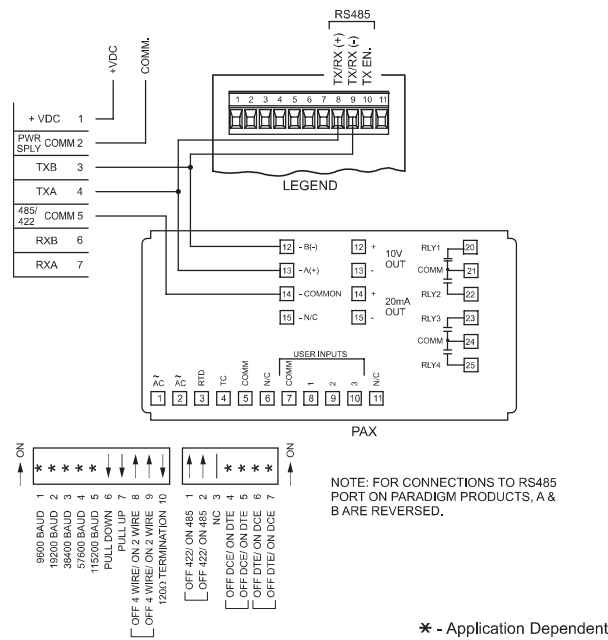 RS485
+VDC
COMM.
TX/RX (+)
TX/RX (-)
TX EN.
1 2 3 4 5 6 7 8 9 10 11
LEGEND
+ VDC 1
PWR SPLY COMM 2
TXB 3
TXA 4
485/ 422 COMM 5
RXB 6
RXA 7
12 - B(-)
13 - A(+)
14 - COMMON
15 - N/C
12 +
10V OUT
13 -
14 +
20mA OUT
15 -
RLY1 20
COMM 21
RLY2 22
RLY3 23
COMM 24
RLY4 25
USER INPUTS
~ AC
~ AC
RTD
TC
COMM
N/C
COMM
1
2
3
N/C
1 2 3 4 5 6 7 8 9 10 11
PAX
ON
* * * * *
9600 BAUD 1
19200 BAUD 2
38400 BAUD 3
57600 BAUD 4
115200 BAUD 5
PULL DOWN 6
PULL UP 7
OFF 4 WIRE/ ON 2 WIRE 8
OFF 4 WIRE/ ON 2 WIRE 9
120Ω TERMINATION 10
* * * *
OFF 422/ ON 485 1
OFF 422/ ON 485 2
NC 3
OFF DCE/ ON DTE 4
OFF DCE/ ON DTE 5
OFF DTE/ ON DCE 6
OFF DTE/ ON DCE 7
ON
NOTE: FOR CONNECTIONS TO RS485
PORT ON PARADIGM PRODUCTS, A &
B ARE REVERSED.
* - Application Dependent